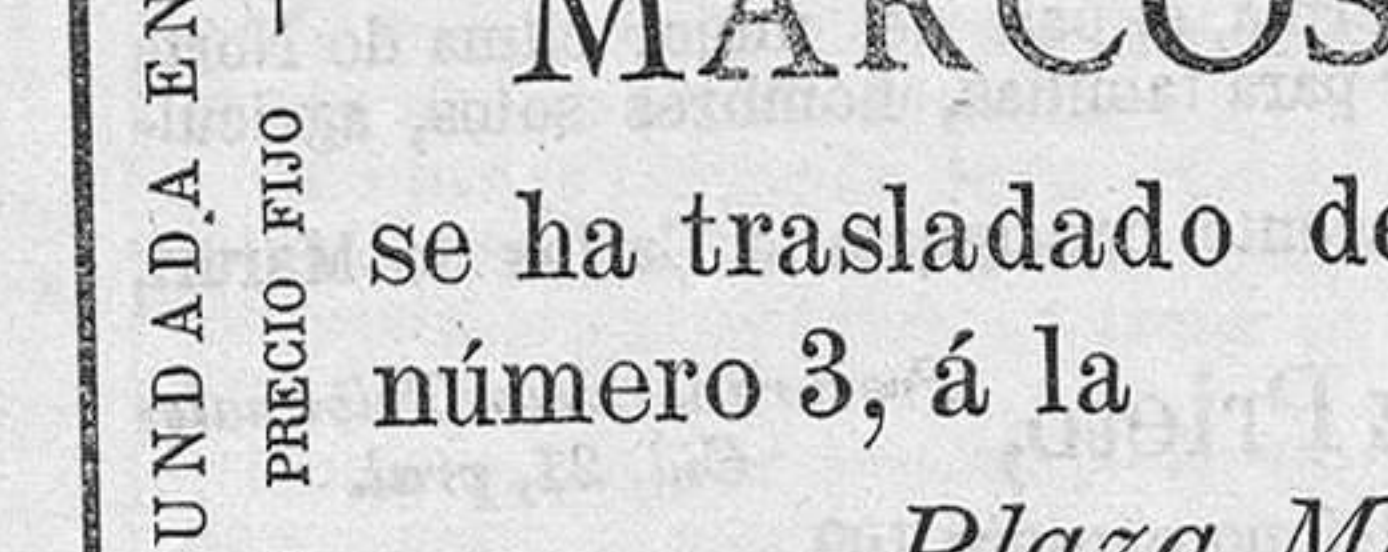 UNDADA EN
PRECIO FIJO —
MARCOS
se ha trasladado de
número 3, á la
Plaza M